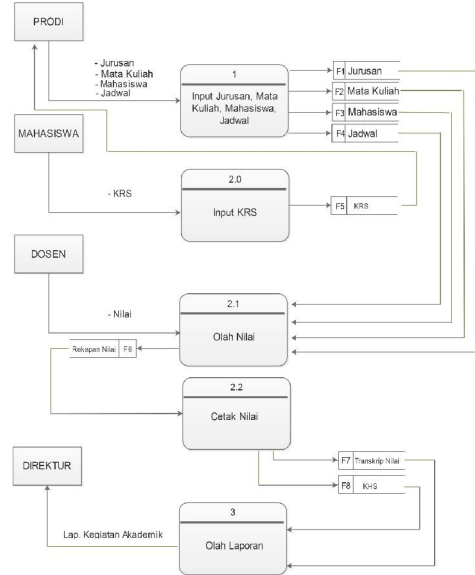 PRODI
- Jurusan
- Mata Kuliah
- Mahasiswa
- Jadwal
1
Input Jurusan, Mata
Kuliah, Mahasiswa,
Jadwal
F1 Jurusan
F2 Mata Kuliah
F3 Mahasiswa
F4 Jadwal
MAHASISWA
- KRS
2.0
Input KRS
F5 KRS
DOSEN
- Nilai
2.1
Olah Nilai
Rekapan Nilai F6
2.2
Cetak Nilai
F7 Transkrip Nilai
F8 KHS
DIREKTUR
Lap. Kegiatan Akademik
3
Olah Laporan